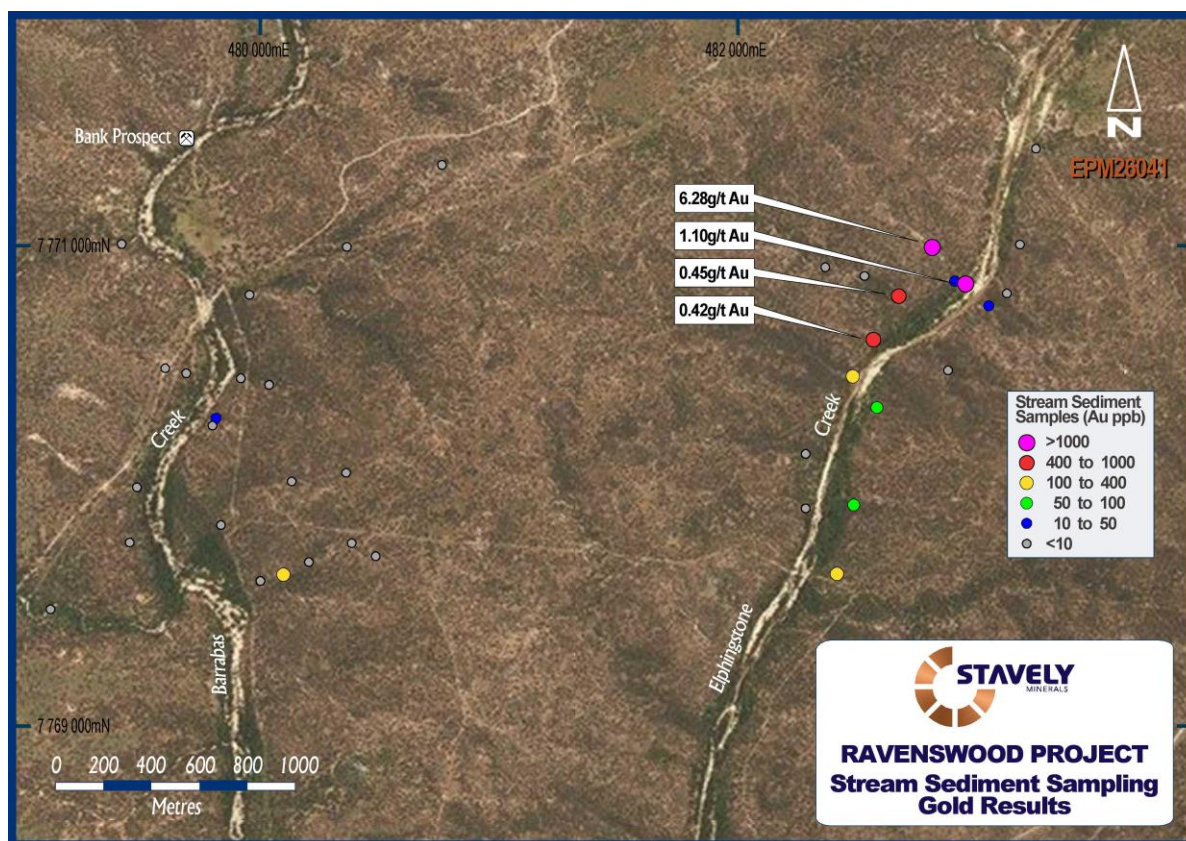 480 000mE
482 000mE
N
Bank Prospect
EPM26041
6.28g/t Au
7 771 000mN
1.10g/t Au
0.45g/t Au
0.42g/t Au
Creek
Creek
Stream Sediment
Samples (Au ppb)
>1000
400 to 1000
100 to 400
50 to 100
10 to 50
<10
Barrabas
Elphingstone
7 769 000mN
STAVELY
MINERALS
RAVENSWOOD PROJECT
Stream Sediment Sampling
Gold Results
0 200 400 600 800 1000
Metres